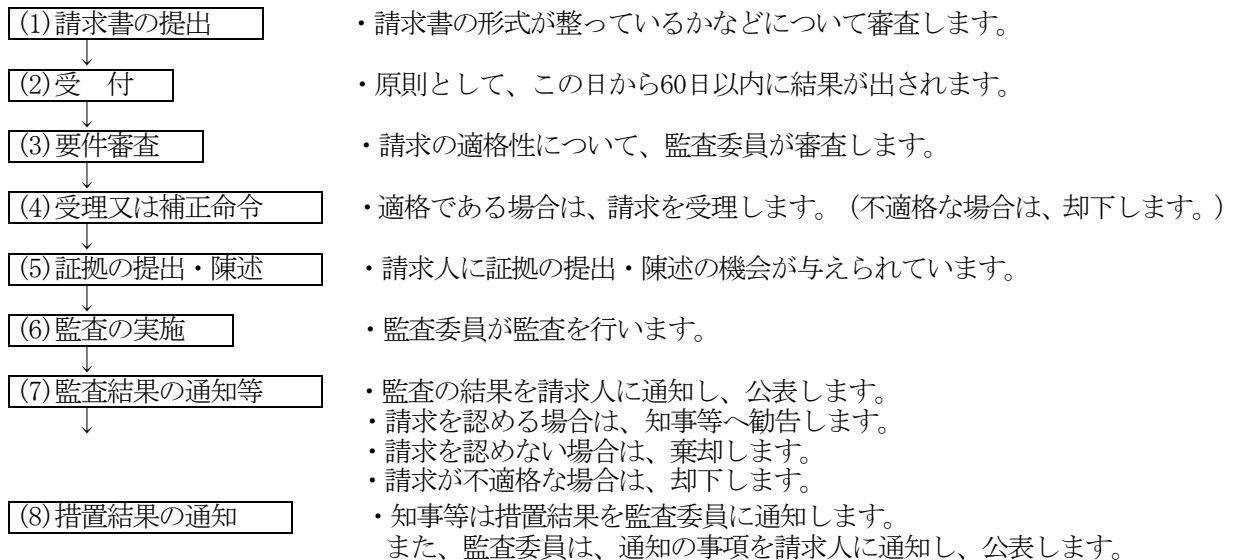 (1)請求書の提出 ・請求書の形式が整っているかなどについて審査します。
↓
(2)受　付 ・原則として、この日から60日以内に結果が出されます。
↓
(3)要件審査 ・請求の適格性について、監査委員が審査します。
↓
(4)受理又は補正命令 ・適格である場合は、請求を受理します。（不適格な場合は、却下します。）
↓
(5)証拠の提出・陳述 ・請求人に証拠の提出・陳述の機会が与えられています。
↓
(6)監査の実施 ・監査委員が監査を行います。
↓
(7)監査結果の通知等 ・監査の結果を請求人に通知し、公表します。
↓ ・請求を認める場合は、知事等へ勧告します。
・請求を認めない場合は、棄却します。
・請求が不適格な場合は、却下します。
(8)措置結果の通知 ・知事等は措置結果を監査委員に通知します。
また、監査委員は、通知の事項を請求人に通知し、公表します。